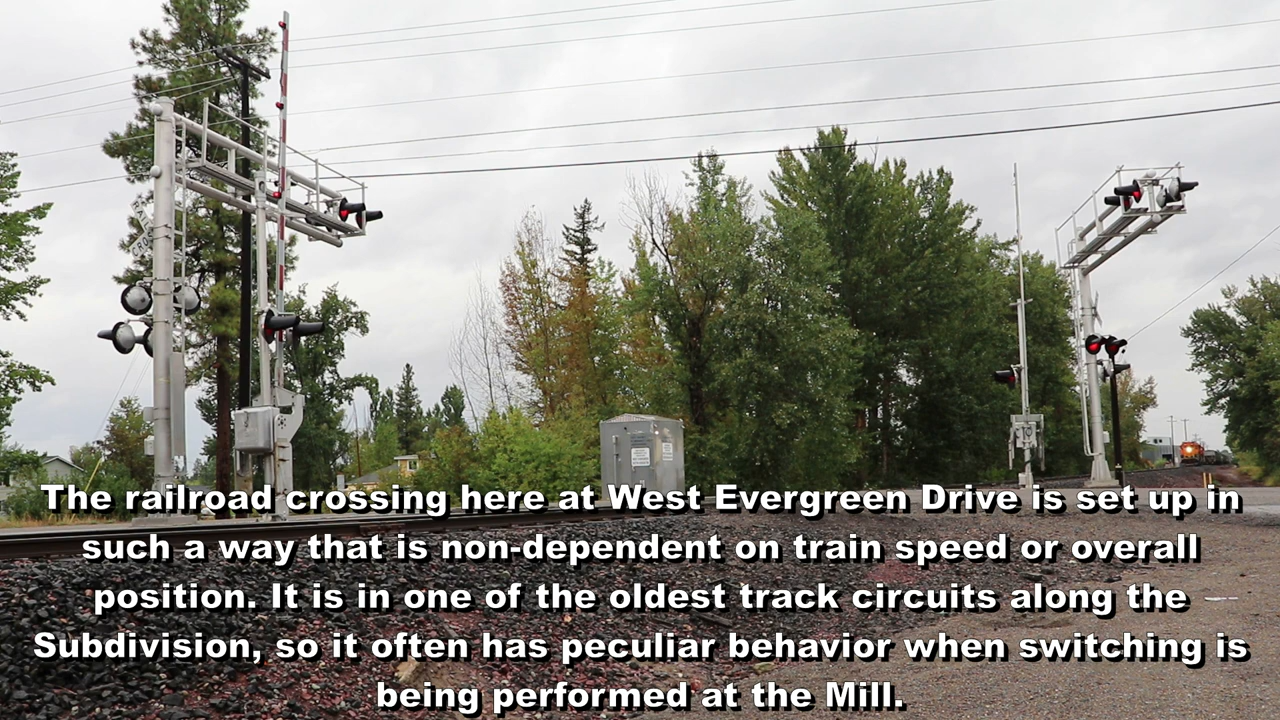 The railroad crossing here at West Evergreen Drive is set up in
such a way that is non-dependent on train speed or overall
position. It is in one of the oldest track circuits along the
Subdivision, so it often has peculiar behavior when switching is
being performed at the Mill.